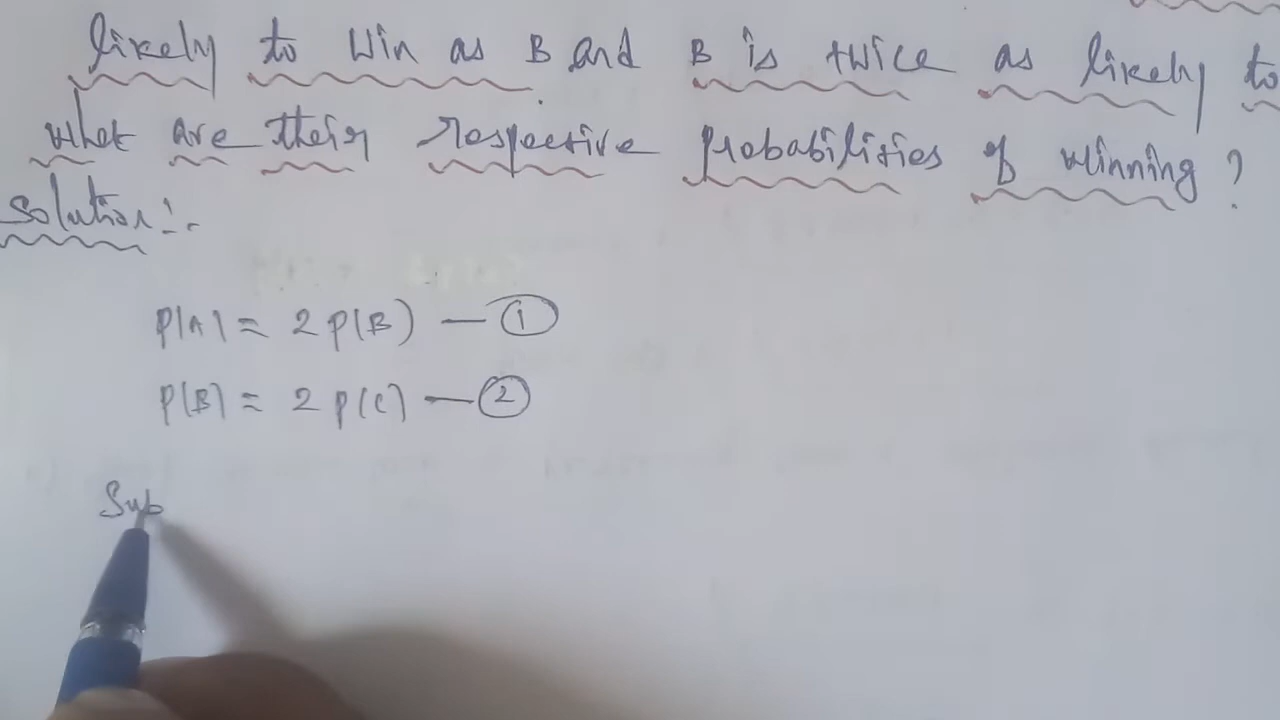 likely to win as B and B is twice as likely to
what are their respective probabilities of winning?
Solution:-
P(A) = 2 P(B) — ①
P(B) = 2 P(C) — ②
Sub